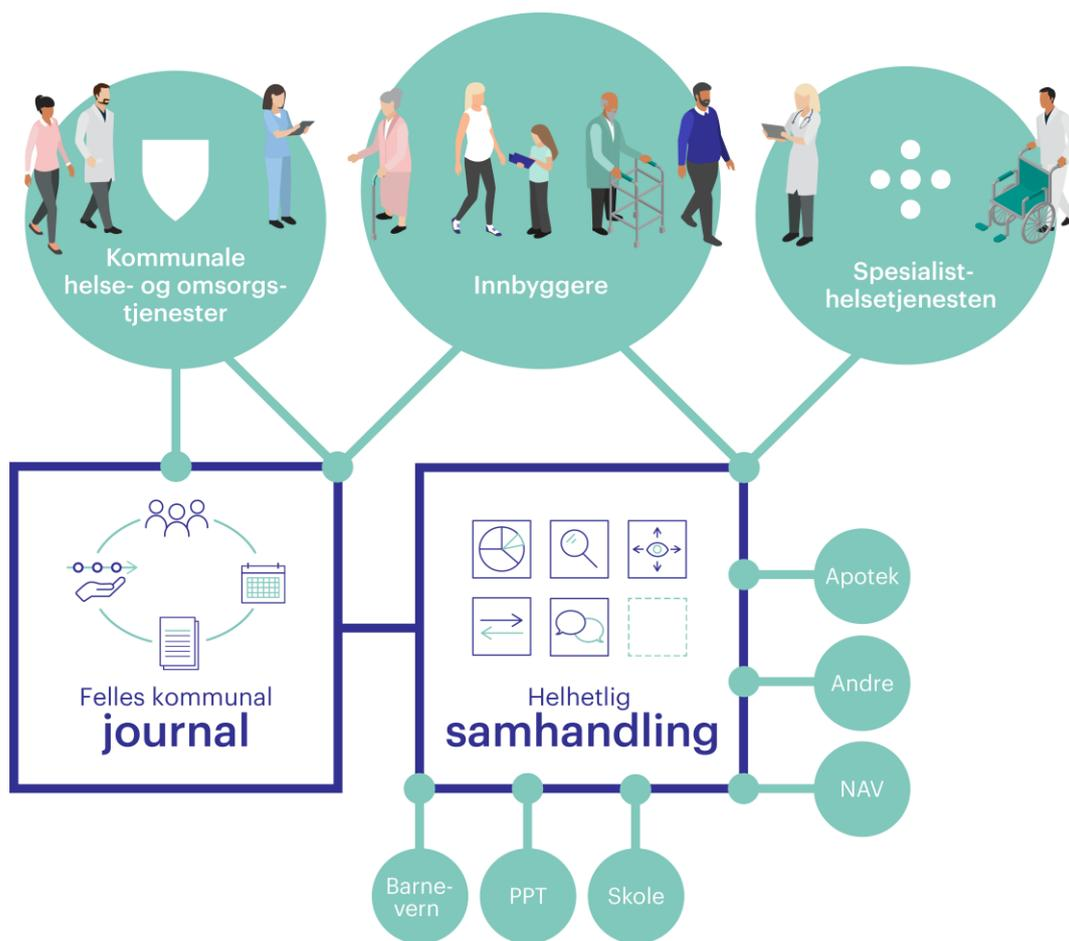 Kommunale
helse- og omsorgs-
tjenester
Innbyggere
Spesialist-
helsetjenesten
Felles kommunal
journal
Helhetlig
samhandling
Apotek
Andre
NAV
Barne-
vern
PPT
Skole